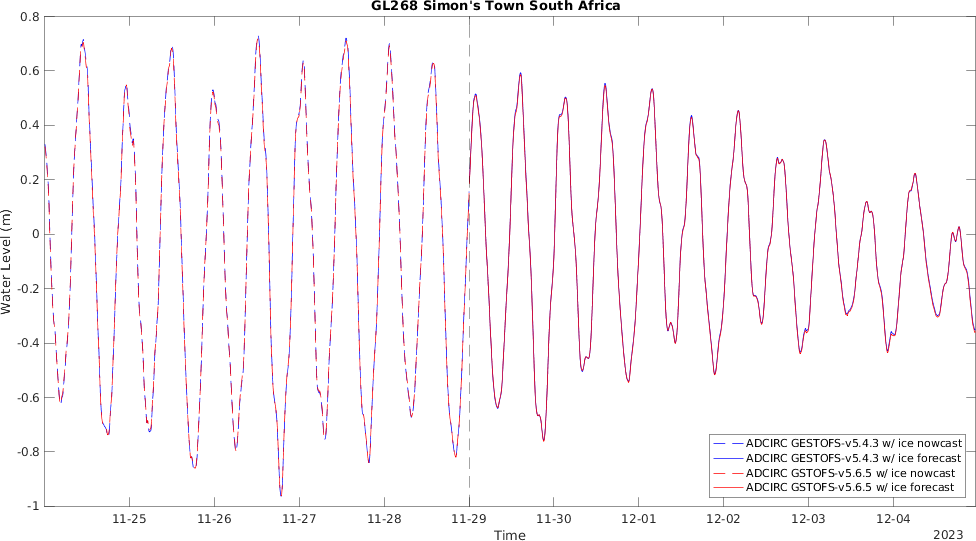 GL268 Simon's Town South Africa
Water Level (m)
0.8
0.6
0.4
0.2
0
-0.2
-0.4
-0.6
-0.8
-1
ADCIRC GESTOFS-v5.4.3 w/ ice nowcast
ADCIRC GESTOFS-v5.4.3 w/ ice forecast
ADCIRC GSTOFS-v5.6.5 w/ ice nowcast
ADCIRC GSTOFS-v5.6.5 w/ ice forecast
11-25 11-26 11-27 11-28 11-29 11-30 12-01 12-02 12-03 12-04
Time
2023